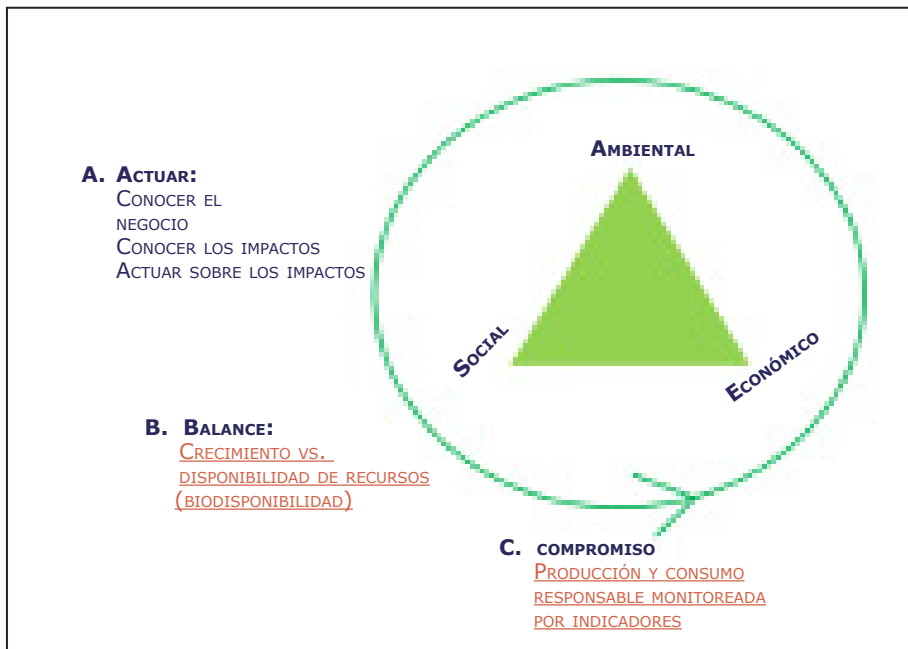 Ambiental
A. Actuar:
Conocer el
negocio
Conocer los impactos
Actuar sobre los impactos
Social
Económico
B. Balance:
Crecimiento vs.
disponibilidad de recursos
(biodisponibilidad)
C. compromiso
Producción y consumo
responsable monitoreada
por indicadores